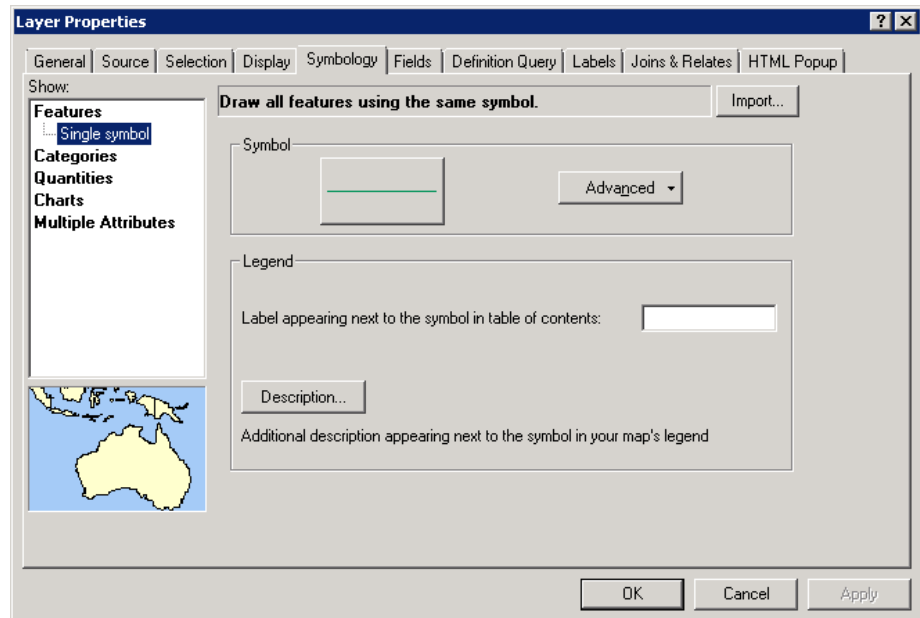 Layer Properties
General Source Selection Display Symbology Fields Definition Query Labels Joins & Relates HTML Popup
Show:
Features
Single symbol
Categories
Quantities
Charts
Multiple Attributes
Draw all features using the same symbol.
Import...
Symbol
Advanced
Legend
Label appearing next to the symbol in table of contents:
Description...
Additional description appearing next to the symbol in your map's legend
OK Cancel Apply